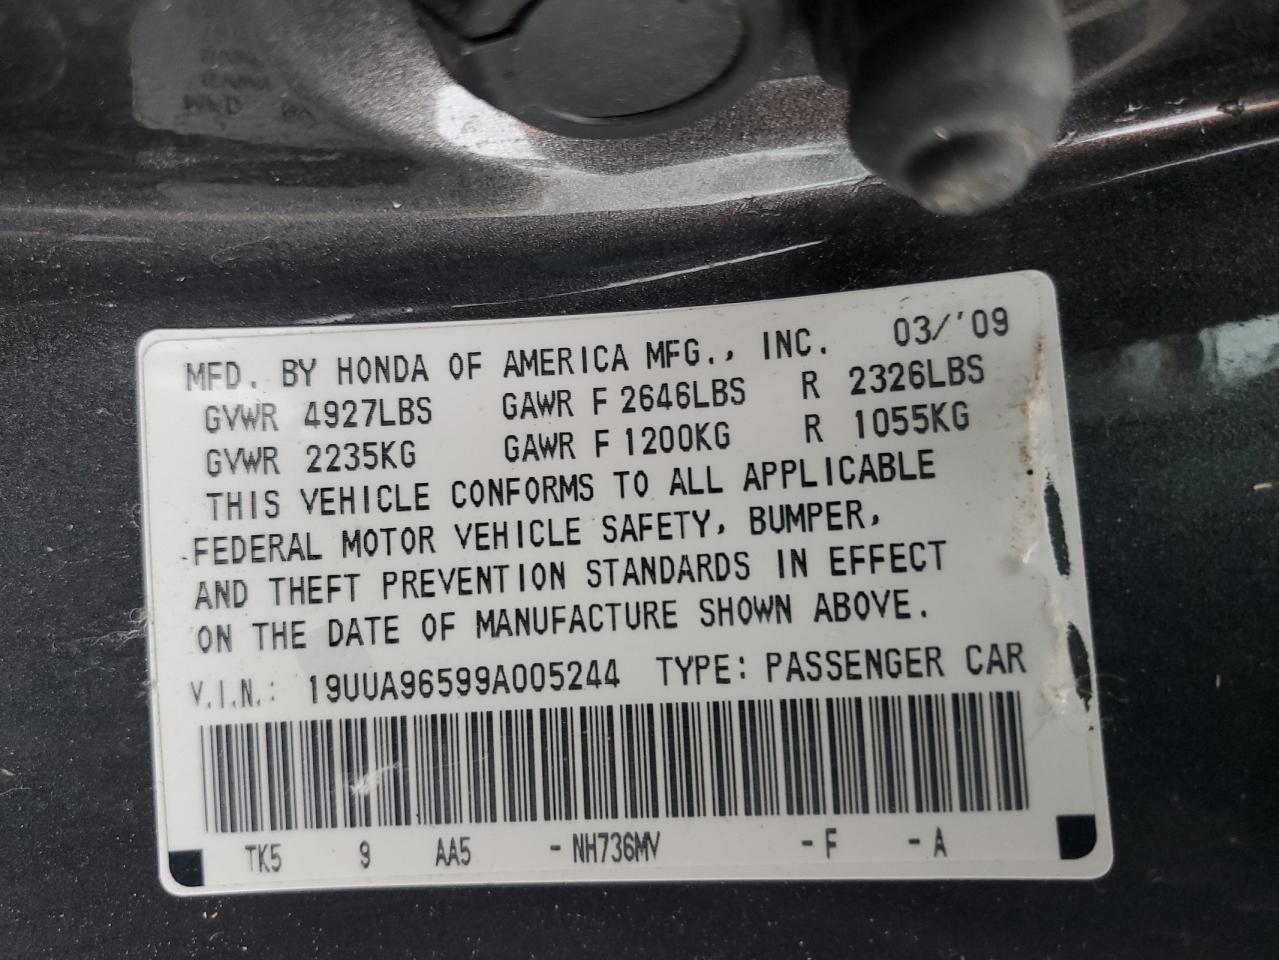 MFD. BY HONDA OF AMERICA MFG., INC. 03/'09
GVWR 4927LBS GAWR F 2646LBS R 2326LBS
GVWR 2235KG GAWR F 1200KG R 1055KG
THIS VEHICLE CONFORMS TO ALL APPLICABLE
FEDERAL MOTOR VEHICLE SAFETY, BUMPER,
AND THEFT PREVENTION STANDARDS IN EFFECT
ON THE DATE OF MANUFACTURE SHOWN ABOVE.
V.I.N.: 19UUA96599A005244 TYPE: PASSENGER CAR
TK5 9 AA5 - NH736MV - F - A